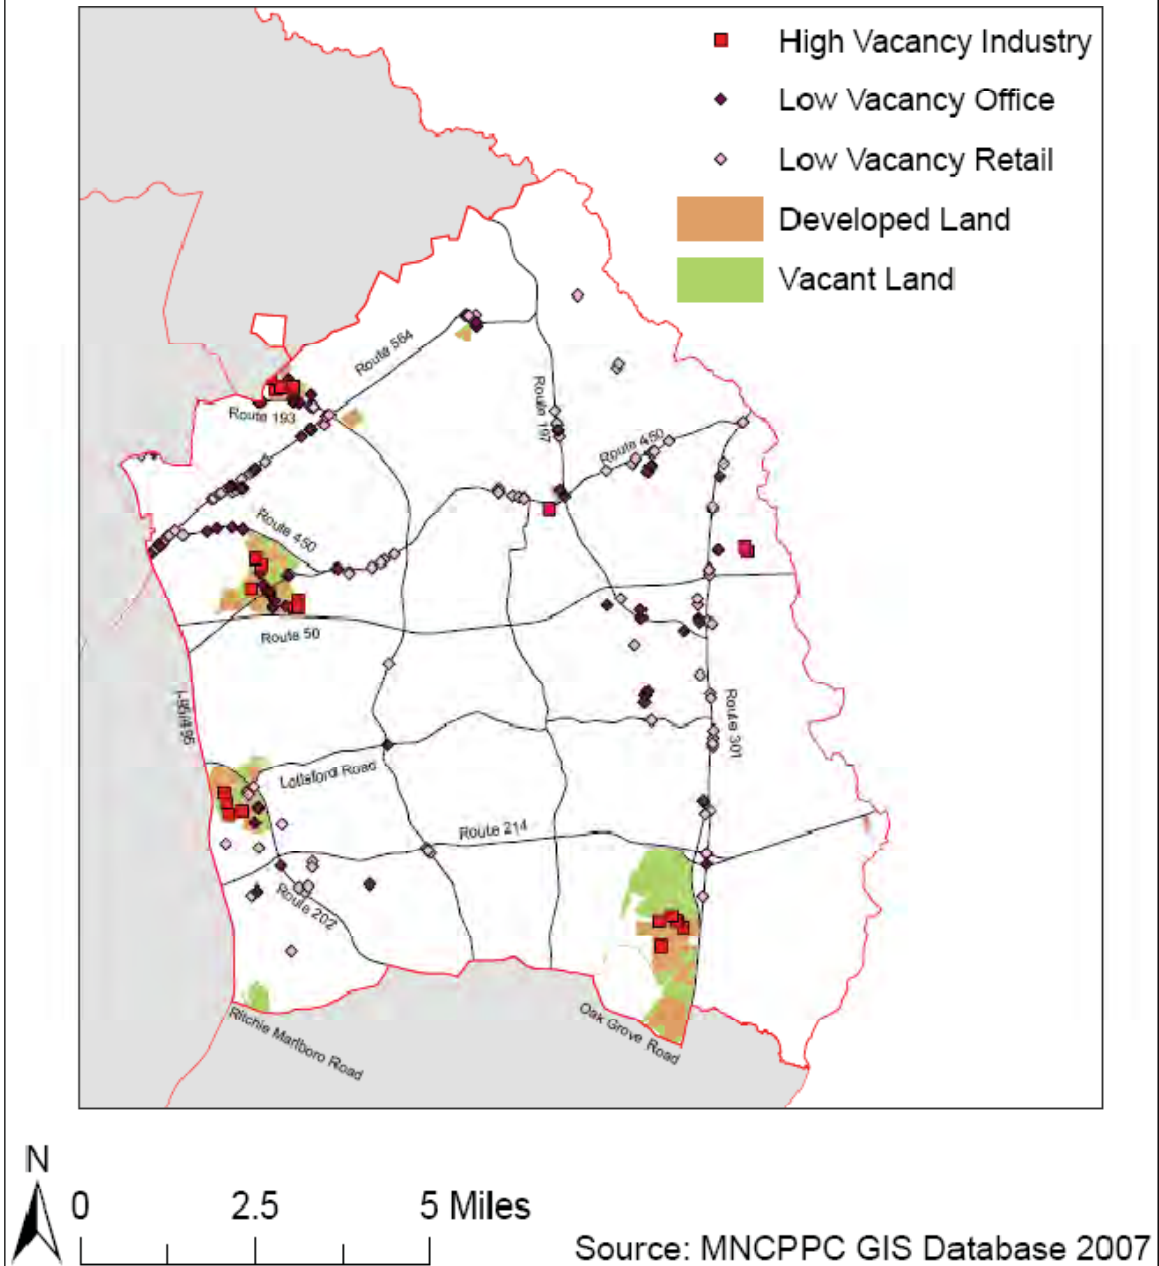 High Vacancy Industry
Low Vacancy Office
Low Vacancy Retail
Developed Land
Vacant Land
Route 564
Route 193
Route 197
Route 450
Route 450
Route 50
I-95/495
Route 301
Lottsford Road
Route 214
Route 202
Ritchie Marlboro Road
Oak Grove Road
N
0 2.5 5 Miles
Source: MNCPPC GIS Database 2007